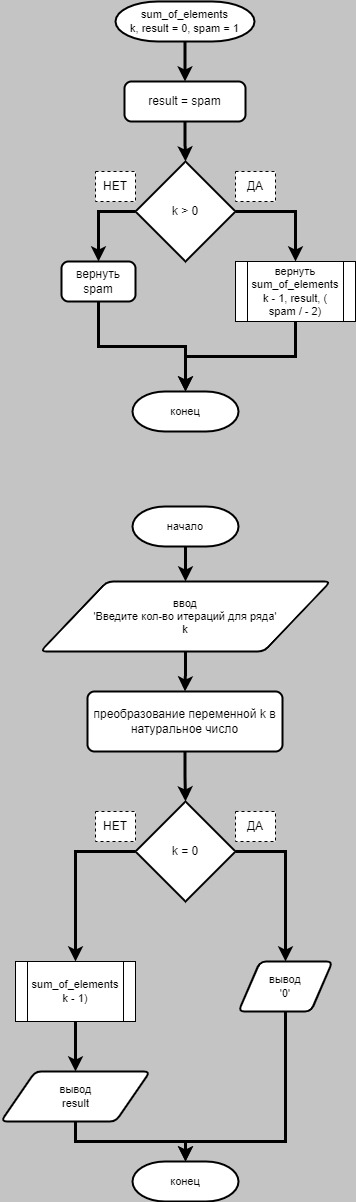 sum_of_elements
k, result = 0, spam = 1
result = spam
НЕТ
ДА
k > 0
вернуть
spam
вернуть
sum_of_elements
k - 1, result, (
spam / - 2)
конец
начало
ввод
'Введите кол-во итераций для ряда'
k
преобразование переменной k в
натуральное число
НЕТ
ДА
k = 0
sum_of_elements
k - 1)
вывод
'0'
вывод
result
конец